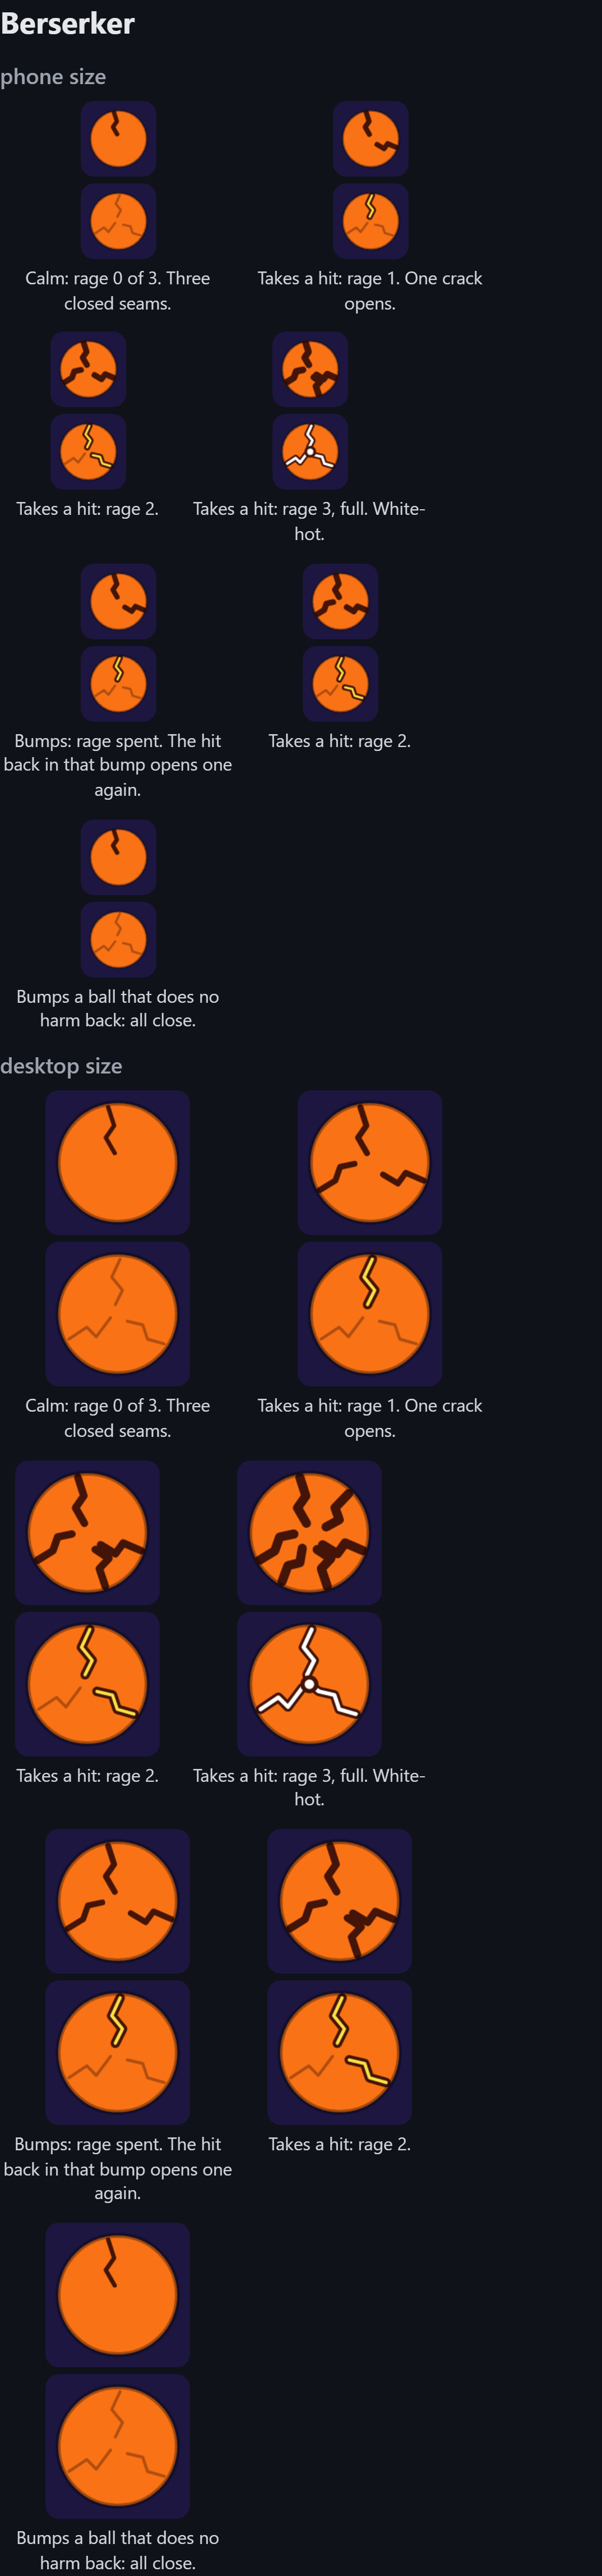 Berserker
phone size
Calm: rage 0 of 3. Three
closed seams.
Takes a hit: rage 1. One crack
opens.
Takes a hit: rage 2.
Takes a hit: rage 3, full. White-
hot.
Bumps: rage spent. The hit
back in that bump opens one
again.
Takes a hit: rage 2.
Bumps a ball that does no
harm back: all close.
desktop size
Calm: rage 0 of 3. Three
closed seams.
Takes a hit: rage 1. One crack
opens.
Takes a hit: rage 2.
Takes a hit: rage 3, full. White-
hot.
Bumps: rage spent. The hit
back in that bump opens one
again.
Takes a hit: rage 2.
Bumps a ball that does no
harm back: all close.